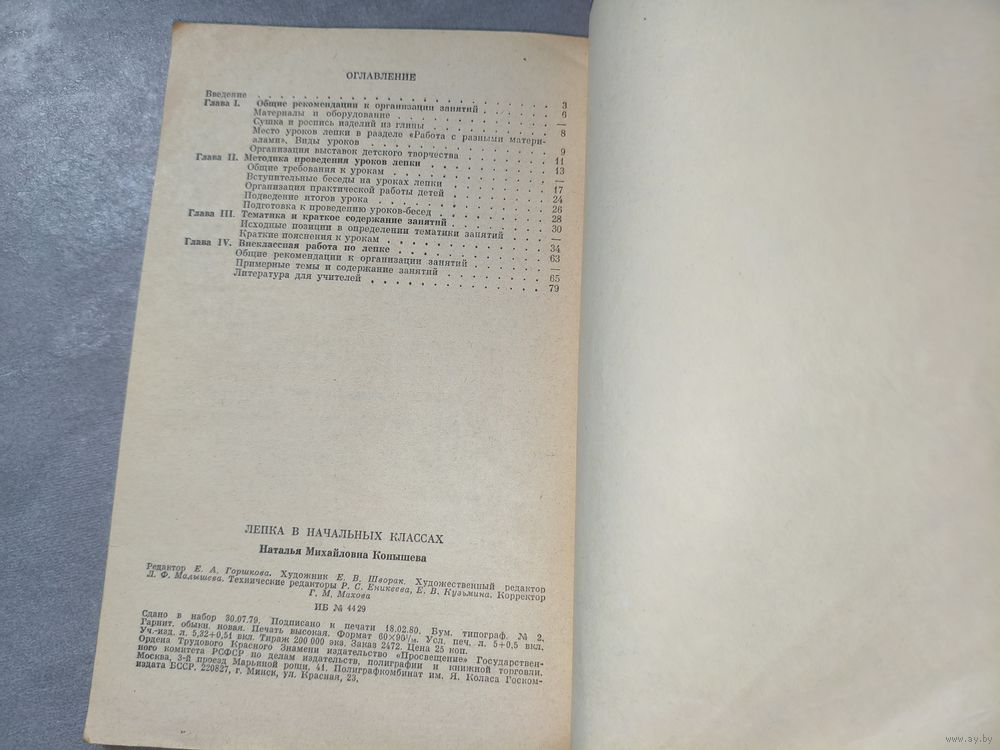 ОГЛАВЛЕНИЕ
Введение . . . . . . . . . . 3
Глава I. Общие рекомендации к организации занятий . . . . . 6
Материалы и оборудование . . . . . . . —
Сушка и роспись изделий из глины . . . . . . 8
Место уроков лепки в разделе «Работа с разными матери-
алами». Виды уроков . . . . . . . 9
Организация выставок детского творчества . . . . . 11
Глава II. Методика проведения уроков лепки . . . . . 13
Общие требования к урокам . . . . . . —
Вступительные беседы на уроках лепки . . . . . 17
Организация практической работы детей . . . . . 24
Подведение итогов урока . . . . . . 26
Подготовка к проведению уроков-бесед . . . . . 28
Глава III. Тематика и краткое содержание занятий . . . . . 30
Исходные позиции в определении тематики занятий . . . —
Краткие пояснения к урокам . . . . . . 34
Глава IV. Внеклассная работа по лепке . . . . . . 63
Общие рекомендации к организации занятий . . . . . —
Примерные темы и содержание занятий . . . . . 65
Литература для учителей . . . . . . . 79
ЛЕПКА В НАЧАЛЬНЫХ КЛАССАХ
Наталья Михайловна Конышева
Редактор Е. А. Горшкова. Художник Е. В. Шворак. Художественный редактор
Л. Ф. Малышева. Технические редакторы Р. С. Еникеева, Е. В. Кузьмина. Корректор
Г. М. Махова
ИБ № 4429
Сдано в набор 30.07.79. Подписано к печати 18.02.80. Бум. типограф. № 2.
Гарнит. обыкн. новая. Печать высокая. Формат 60×90¹/₁₆. Усл. печ. л. 5+0,5 вкл.
Уч.-изд. л. 5,32+0,51 вкл. Тираж 200 000 экз. Заказ 2472. Цена 25 коп.
Ордена Трудового Красного Знамени издательство «Просвещение» Государствен-
ного комитета РСФСР по делам издательств, полиграфии и книжной торговли.
Москва, 3-й проезд Марьиной рощи, 41. Полиграфкомбинат им. Я. Коласа Госком-
издата БССР. 220827, г. Минск, ул. Красная, 23.
www.ay.by